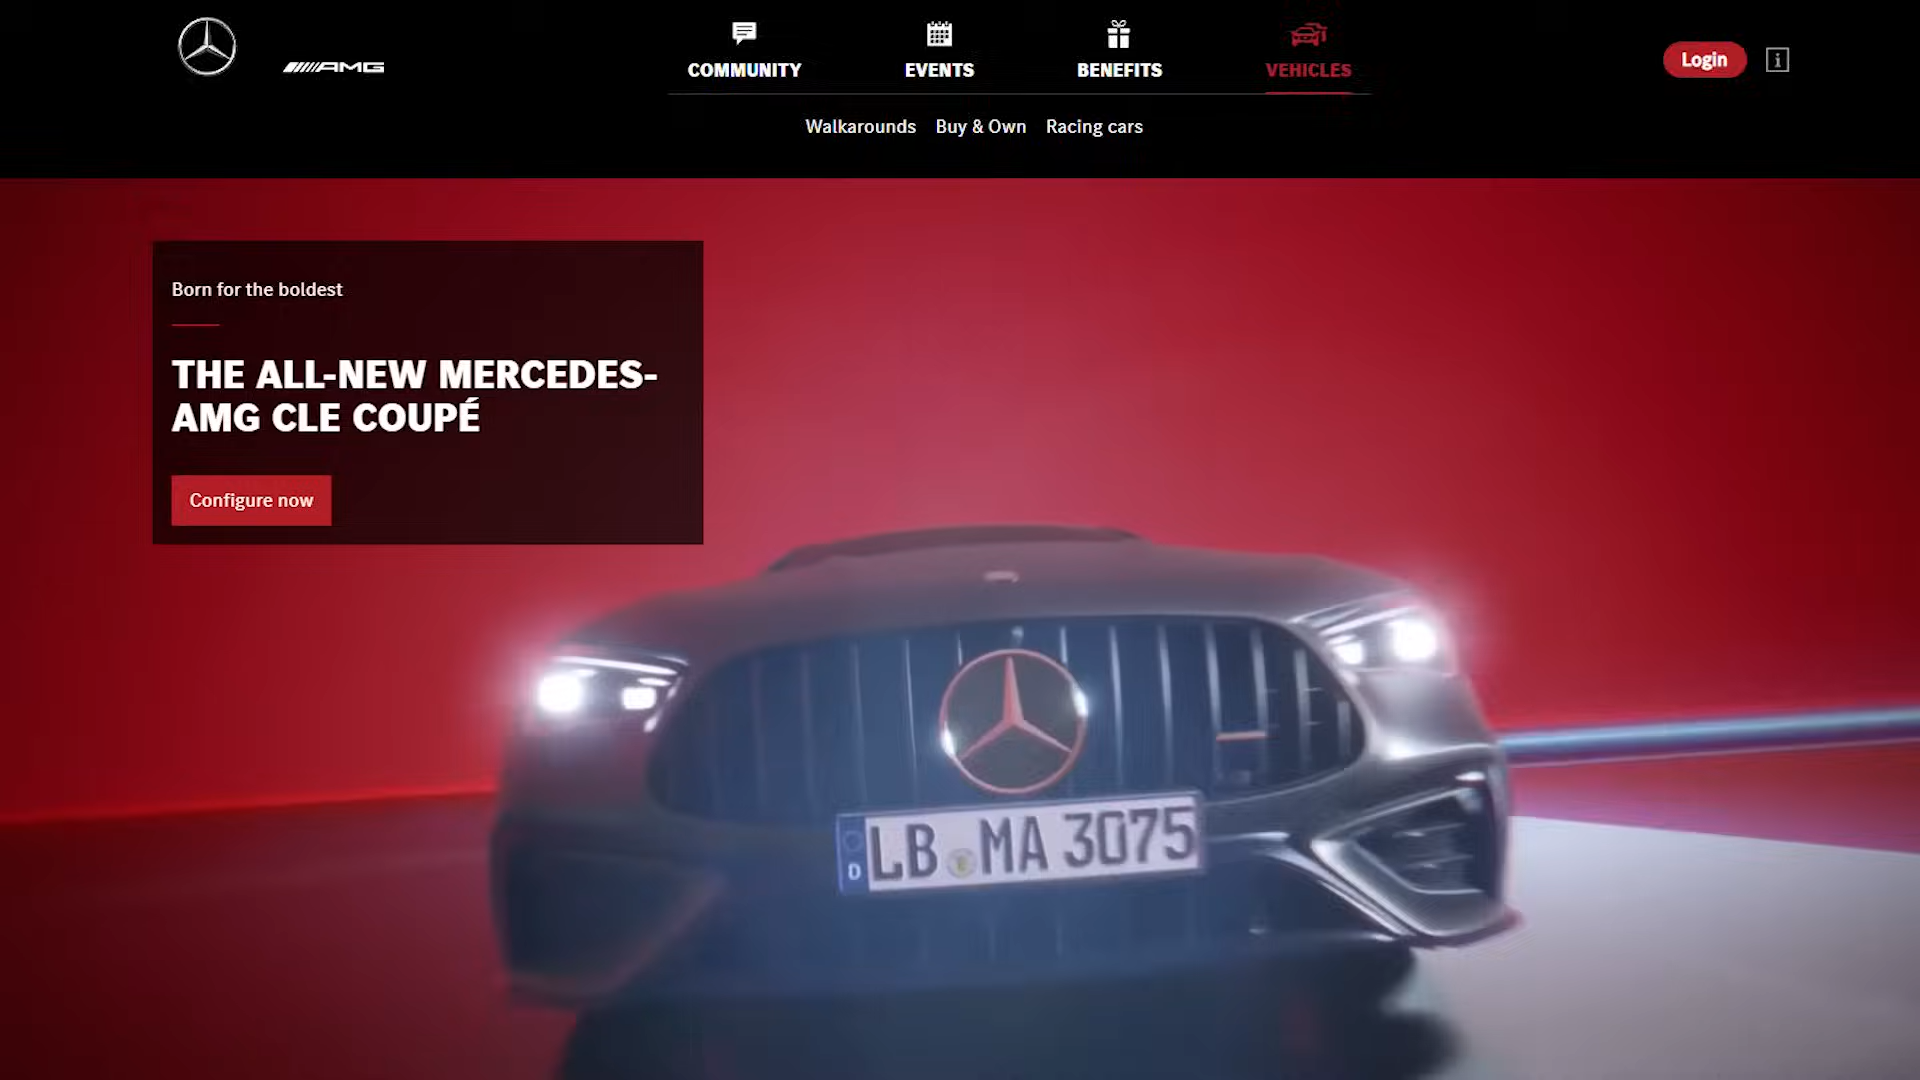 AMG
COMMUNITY
EVENTS
BENEFITS
VEHICLES
Login
i
Walkarounds
Buy & Own
Racing cars
Born for the boldest
THE ALL-NEW MERCEDES-
AMG CLE COUPÉ
Configure now
D LB MA 3075